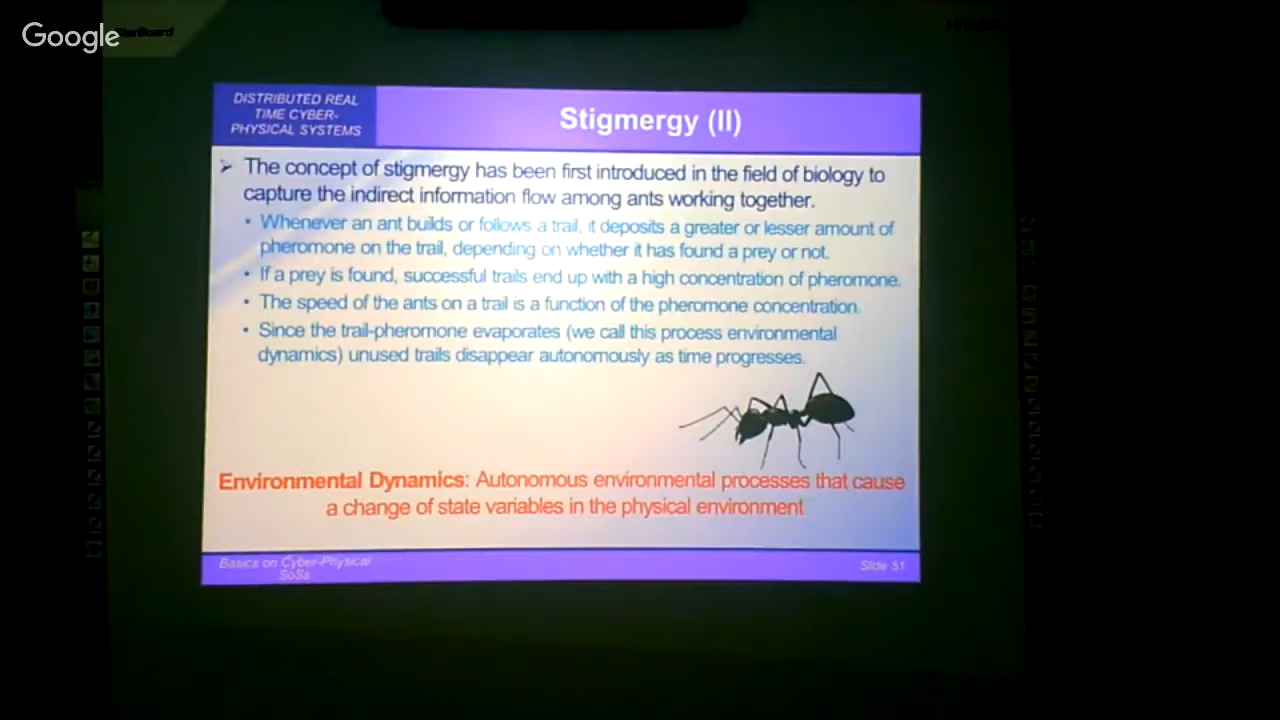 Google
StarBoard
HITACHI
DISTRIBUTED REAL
TIME CYBER-
PHYSICAL SYSTEMS
Stigmergy (II)
➢ The concept of stigmergy has been first introduced in the field of biology to
capture the indirect information flow among ants working together.
• Whenever an ant builds or follows a trail, it deposits a greater or lesser amount of
pheromone on the trail, depending on whether it has found a prey or not.
• If a prey is found, successful trails end up with a high concentration of pheromone.
• The speed of the ants on a trail is a function of the pheromone concentration.
• Since the trail-pheromone evaporates (we call this process environmental
dynamics) unused trails disappear autonomously as time progresses.
Environmental Dynamics: Autonomous environmental processes that cause
a change of state variables in the physical environment
Basics on Cyber-Physical
SoSs
Slide 51